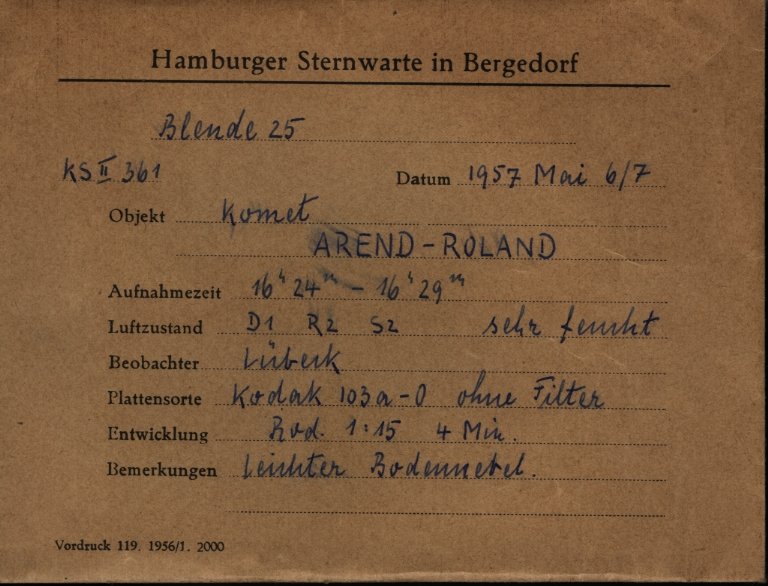 Hamburger Sternwarte in Bergedorf
Blende 25
KS II 361 Datum 1957 Mai 6/7
Objekt Komet
AREND-ROLAND
Aufnahmezeit 16h 24m - 16h 29m
Luftzustand D1 R2 S2 sehr feucht
Beobachter Lübeck
Plattensorte Kodak 103a-O ohne Filter
Entwicklung Rod. 1:15 4 Min.
Bemerkungen Leichter Bodennebel.
Vordruck 119. 1956/1. 2000